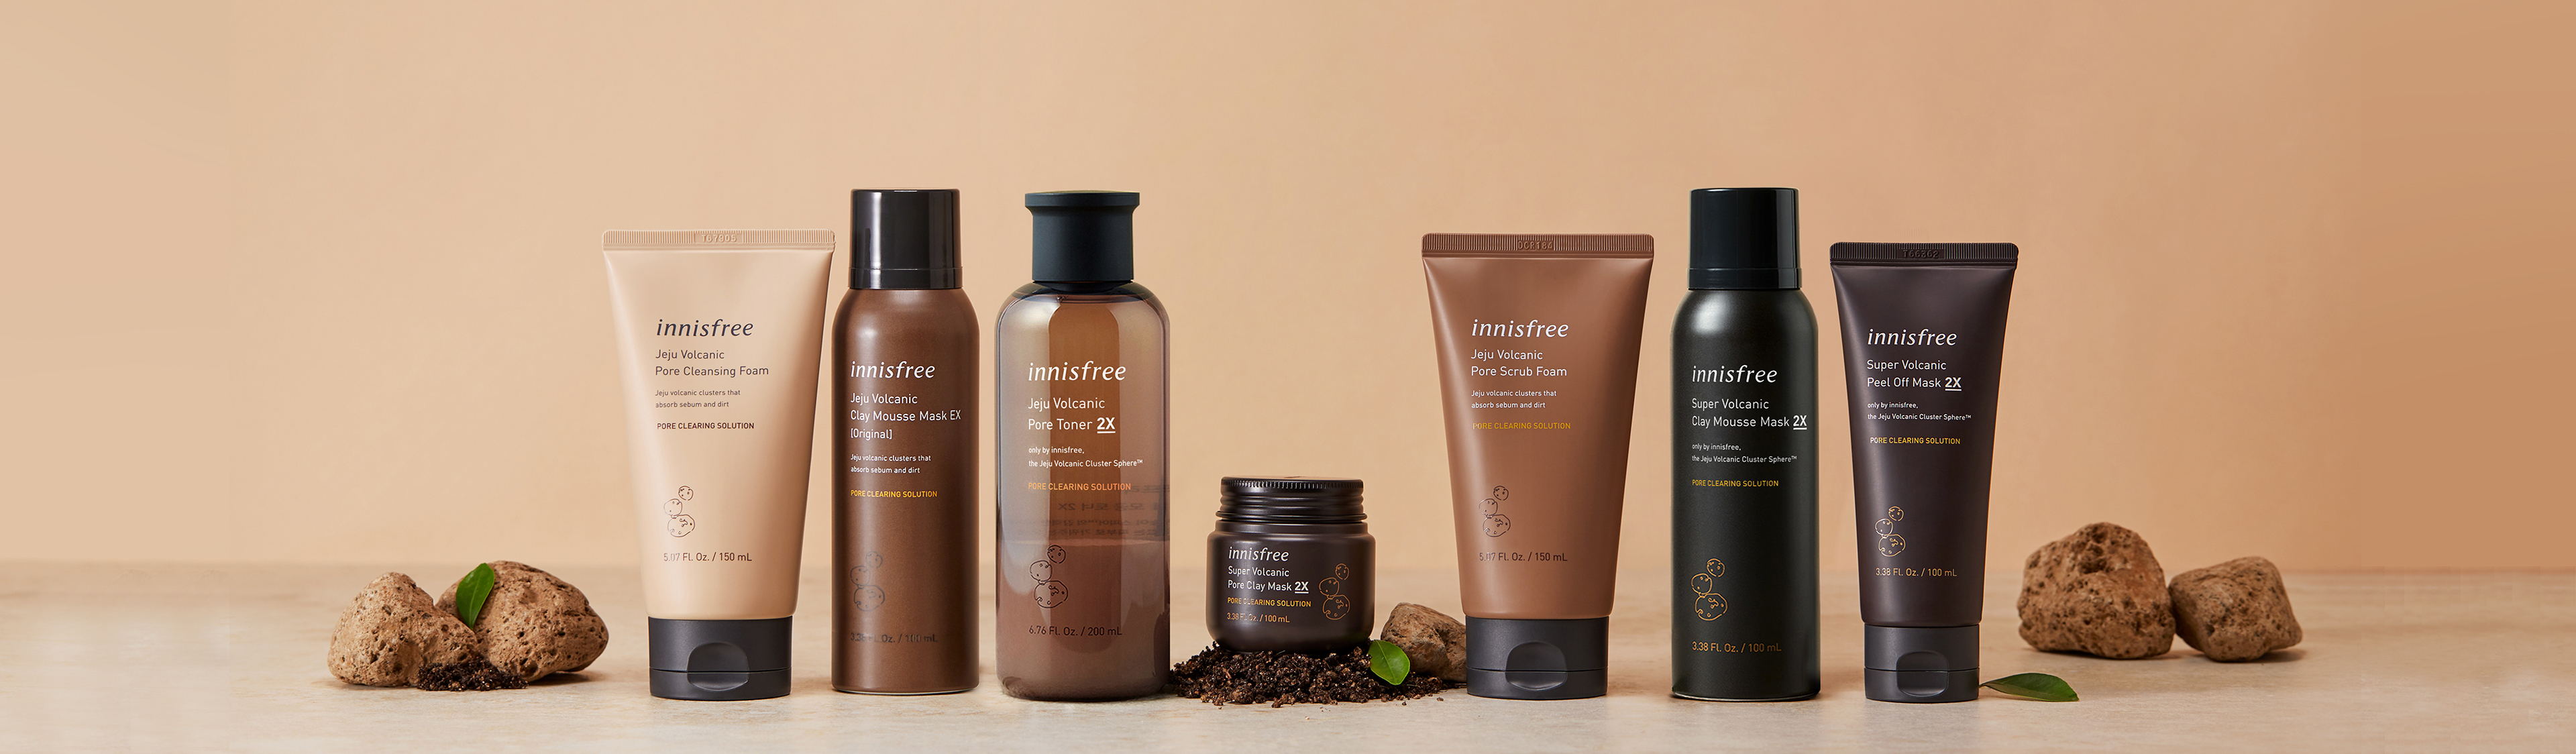 innisfree
Jeju Volcanic
Pore Cleansing Foam
Jeju volcanic clusters that
absorb sebum and dirt
PORE CLEARING SOLUTION
5.07 Fl. Oz. / 150 mL
innisfree
Jeju Volcanic
Clay Mousse Mask EX
[Original]
Jeju volcanic clusters that
absorb sebum and dirt
PORE CLEARING SOLUTION
innisfree
Jeju Volcanic
Pore Toner 2X
only by innisfree,
the Jeju Volcanic Cluster Sphere™
PORE CLEARING SOLUTION
6.76 Fl. Oz. / 200 mL
innisfree
Super Volcanic
Pore Clay Mask 2X
PORE CLEARING SOLUTION
3.38 Fl. Oz. / 100 mL
innisfree
Jeju Volcanic
Pore Scrub Foam
Jeju volcanic clusters that
absorb sebum and dirt
PORE CLEARING SOLUTION
5.07 Fl. Oz. / 150 mL
innisfree
Super Volcanic
Clay Mousse Mask 2X
only by innisfree,
the Jeju Volcanic Cluster Sphere™
PORE CLEARING SOLUTION
3.38 Fl. Oz. / 100 mL
innisfree
Super Volcanic
Peel Off Mask 2X
only by innisfree,
the Jeju Volcanic Cluster Sphere™
PORE CLEARING SOLUTION
3.38 Fl. Oz. / 100 mL